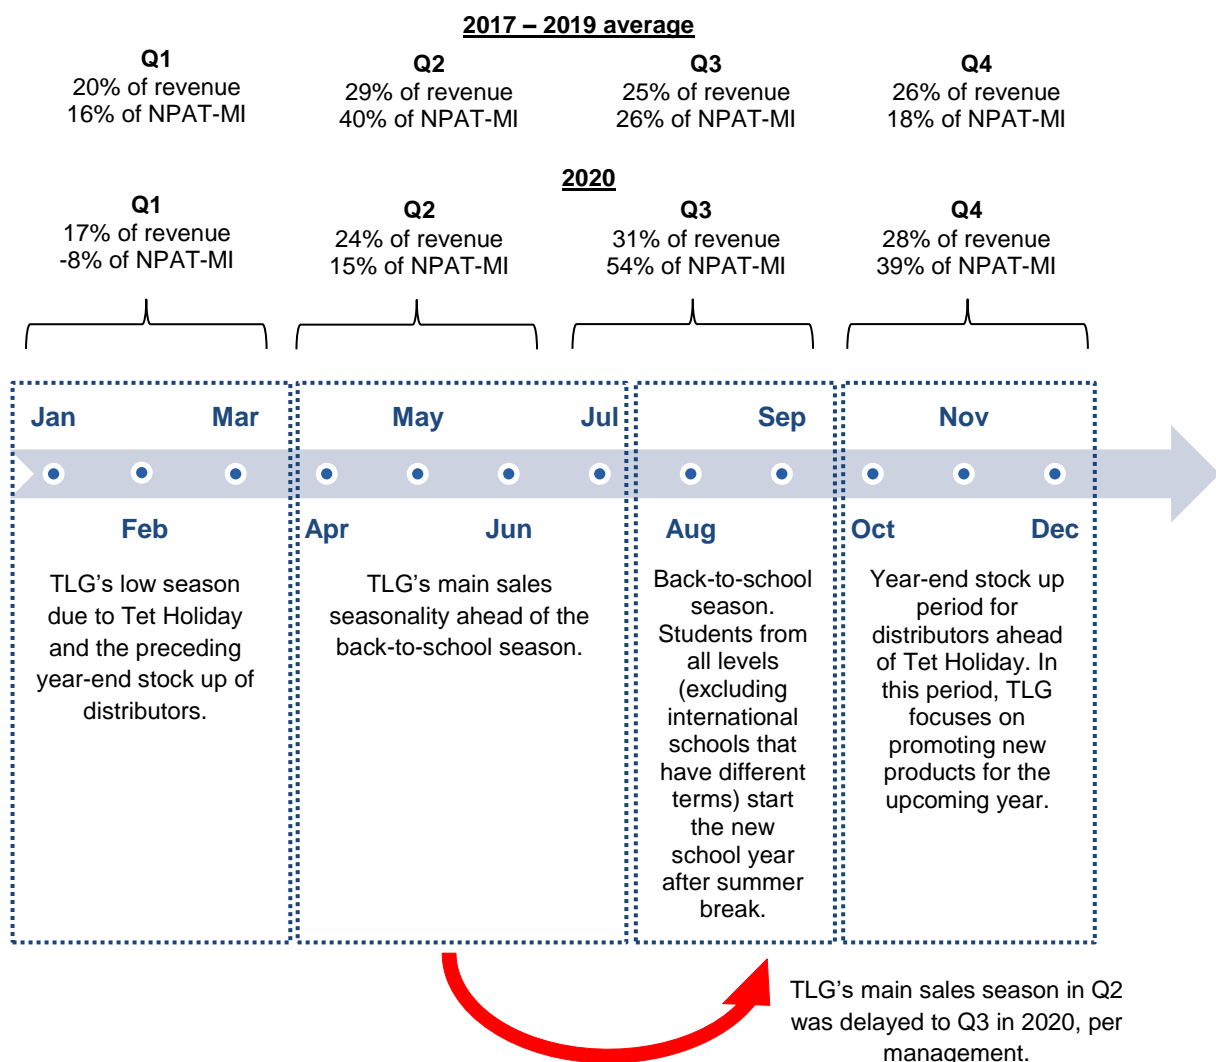 2017 – 2019 average
Q1
20% of revenue
16% of NPAT-MI
Q2
29% of revenue
40% of NPAT-MI
Q3
25% of revenue
26% of NPAT-MI
Q4
26% of revenue
18% of NPAT-MI
2020
Q1
17% of revenue
-8% of NPAT-MI
Q2
24% of revenue
15% of NPAT-MI
Q3
31% of revenue
54% of NPAT-MI
Q4
28% of revenue
39% of NPAT-MI
Jan
Mar
May
Jul
Sep
Nov
Feb
Apr
Jun
Aug
Oct
Dec
TLG’s low season
due to Tet Holiday
and the preceding
year-end stock up of
distributors.
TLG’s main sales
seasonality ahead of the
back-to-school season.
Back-to-school
season.
Students from
all levels
(excluding
international
schools that
have different
terms) start
the new
school year
after summer
break.
Year-end stock up
period for
distributors ahead
of Tet Holiday. In
this period, TLG
focuses on
promoting new
products for the
upcoming year.
TLG’s main sales season in Q2
was delayed to Q3 in 2020, per
management.